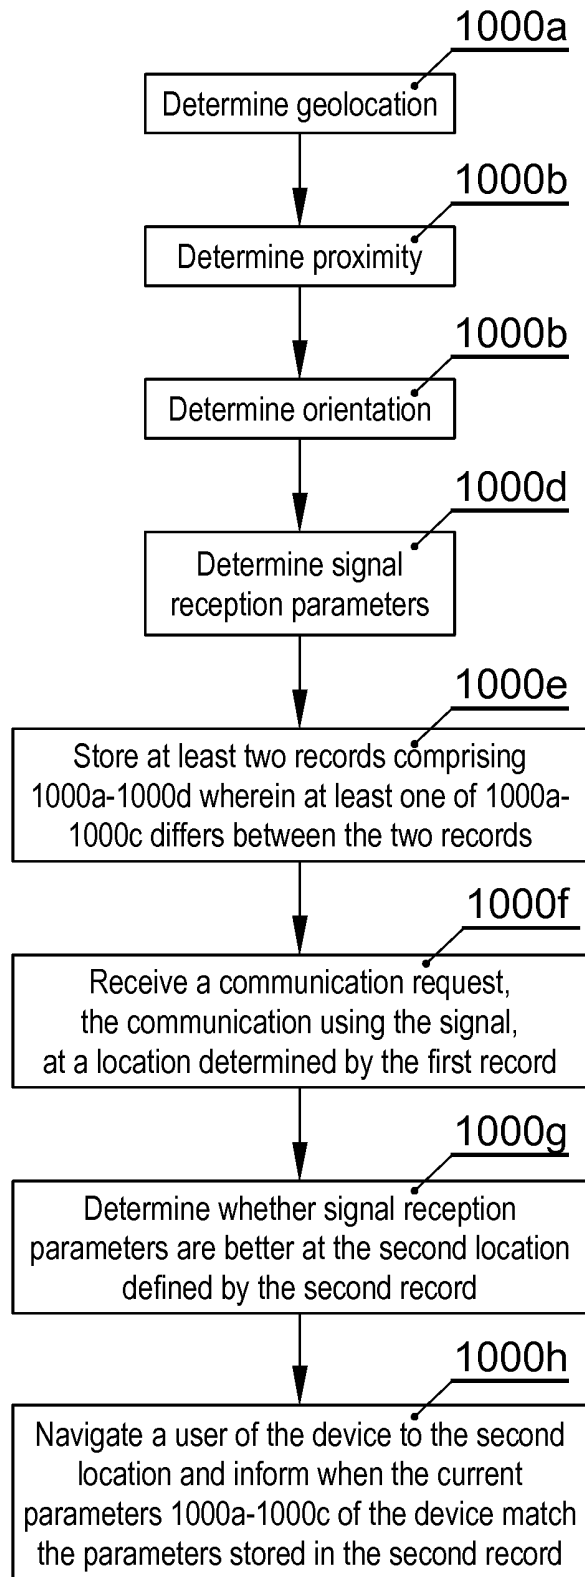 1000a
Determine geolocation
1000b
Determine proximity
1000b
Determine orientation
1000d
Determine signal
reception parameters
1000e
Store at least two records comprising
1000a-1000d wherein at least one of 1000a-
1000c differs between the two records
1000f
Receive a communication request,
the communication using the signal,
at a location determined by the first record
1000g
Determine whether signal reception
parameters are better at the second location
defined by the second record
1000h
Navigate a user of the device to the second
location and inform when the current
parameters 1000a-1000c of the device match
the parameters stored in the second record